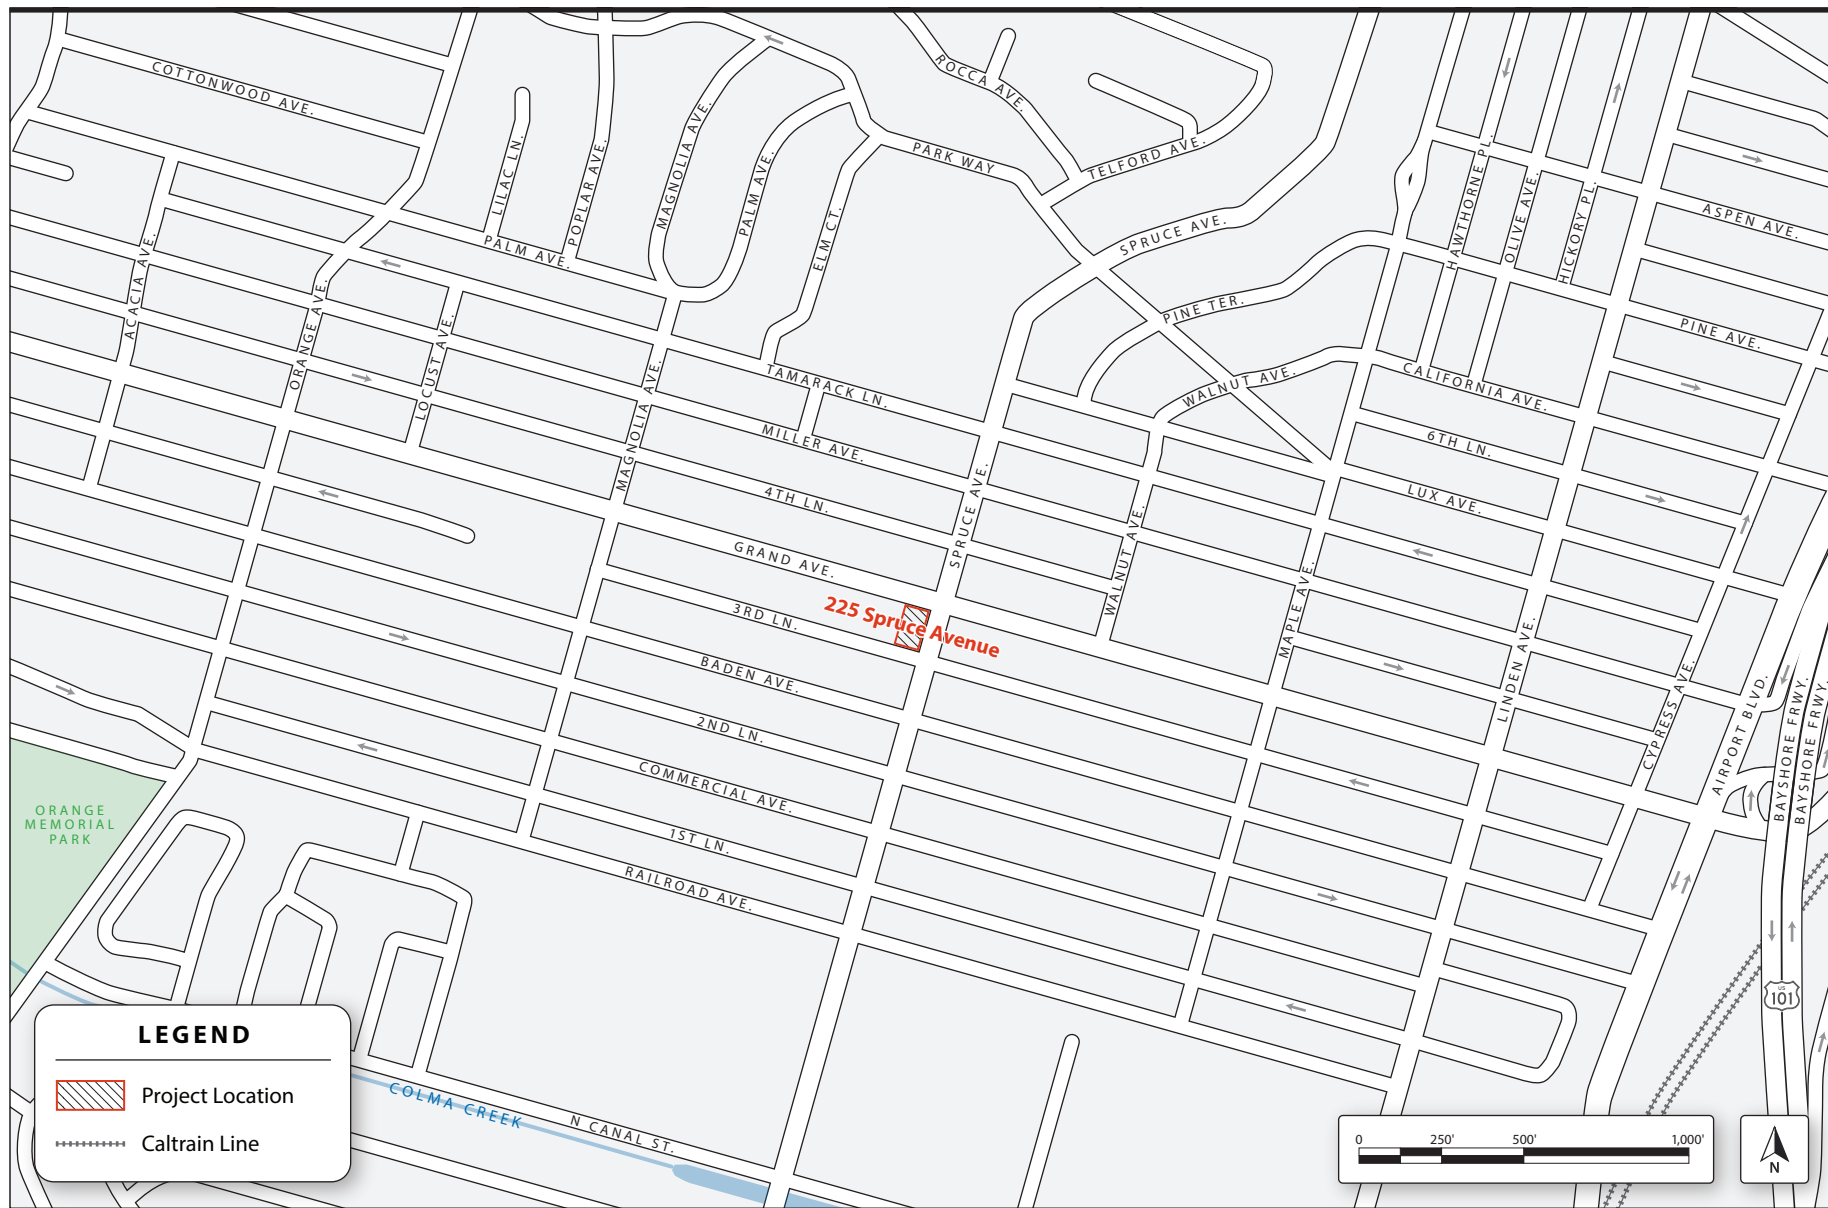 COTTONWOOD AVE.
LILAC LN.
POPLAR AVE.
MAGNOLIA AVE.
PALM AVE.
ELM CT.
PARK WAY
ROCCA AVE.
TELFORD AVE.
SPRUCE AVE.
HAWTHORNE PL.
OLIVE AVE.
HICKORY PL.
ASPEN AVE.
ACACIA AVE.
ORANGE AVE.
LOCUST AVE.
PALM AVE.
PINE TER.
PINE AVE.
TAMARACK LN.
WALNUT AVE.
CALIFORNIA AVE.
MAGNOLIA AVE.
MILLER AVE.
6TH LN.
4TH LN.
LUX AVE.
SPRUCE AVE.
GRAND AVE.
WALNUT AVE.
MAPLE AVE.
3RD LN.
225 Spruce Avenue
LINDEN AVE.
CYPRESS AVE.
AIRPORT BLVD.
BAYSHORE FRWY.
BAYSHORE FRWY.
BADEN AVE.
2ND LN.
COMMERCIAL AVE.
1ST LN.
RAILROAD AVE.
ORANGE
MEMORIAL
PARK
US
101
COLMA CREEK
N CANAL ST.
LEGEND
Project Location
Caltrain Line
0 250' 500' 1,000'
N